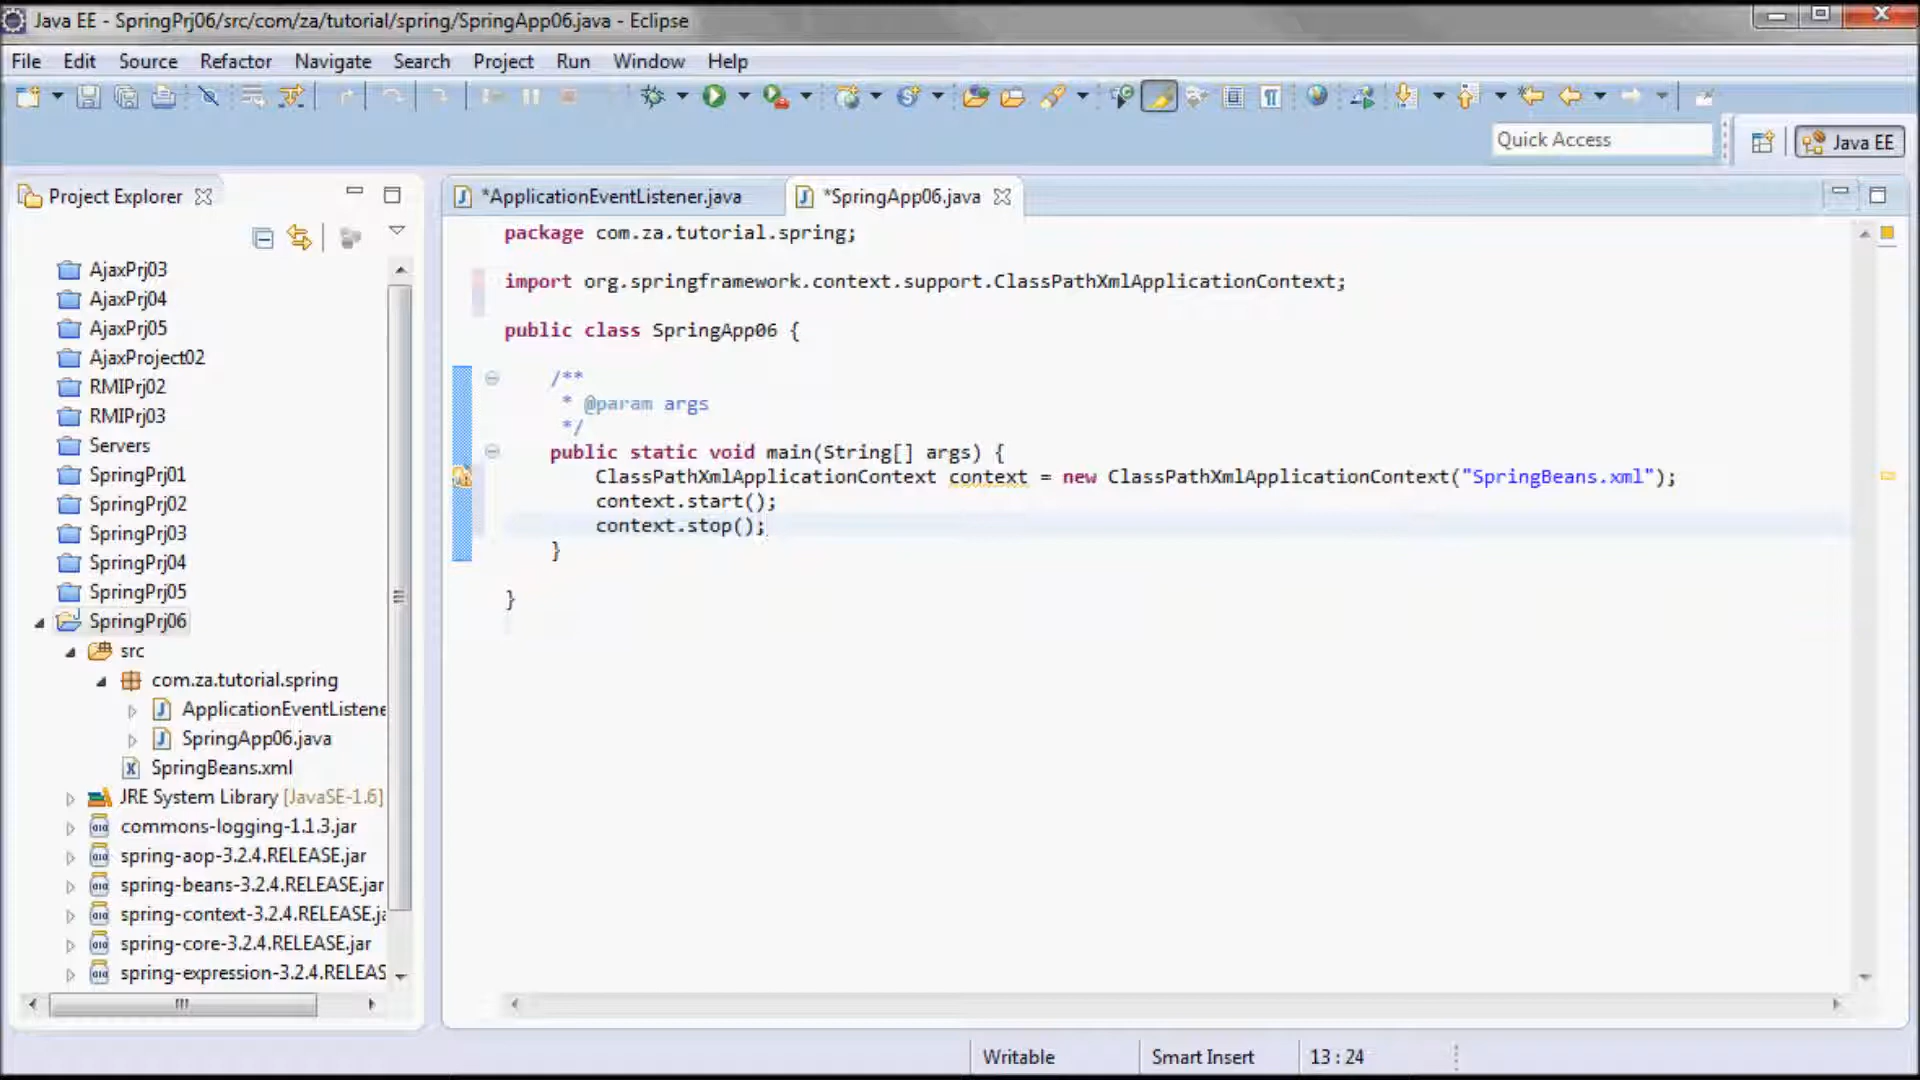 Java EE - SpringPrj06/src/com/za/tutorial/spring/SpringApp06.java - Eclipse
File Edit Source Refactor Navigate Search Project Run Window Help
Quick Access
Java EE
Project Explorer
AjaxPrj03
AjaxPrj04
AjaxPrj05
AjaxProject02
RMIPrj02
RMIPrj03
Servers
SpringPrj01
SpringPrj02
SpringPrj03
SpringPrj04
SpringPrj05
SpringPrj06
src
com.za.tutorial.spring
ApplicationEventListene
SpringApp06.java
SpringBeans.xml
JRE System Library [JavaSE-1.6]
commons-logging-1.1.3.jar
spring-aop-3.2.4.RELEASE.jar
spring-beans-3.2.4.RELEASE.jar
spring-context-3.2.4.RELEASE.ja
spring-core-3.2.4.RELEASE.jar
spring-expression-3.2.4.RELEAS
*ApplicationEventListener.java
*SpringApp06.java
package com.za.tutorial.spring;
import org.springframework.context.support.ClassPathXmlApplicationContext;
public class SpringApp06 {
/**
* @param args
*/
public static void main(String[] args) {
ClassPathXmlApplicationContext context = new ClassPathXmlApplicationContext("SpringBeans.xml");
context.start();
context.stop();
}
}
Writable
Smart Insert
13 : 24